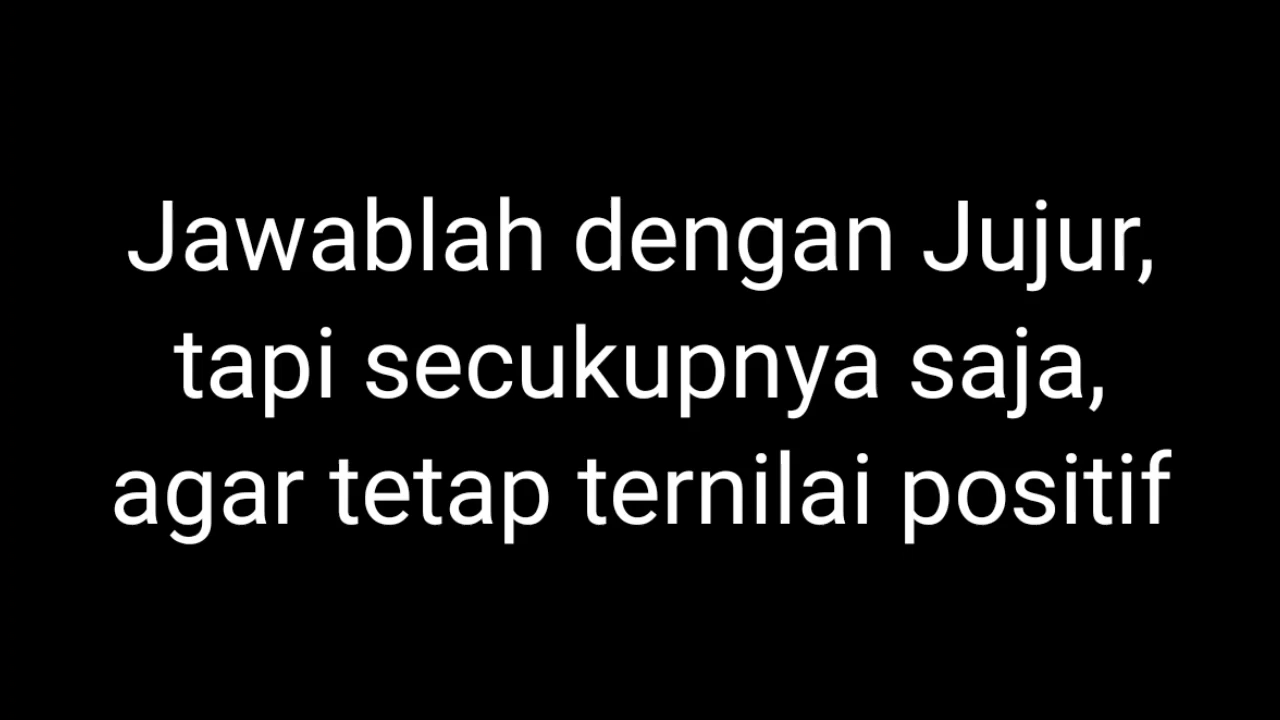 Jawablah dengan Jujur,
tapi secukupnya saja,
agar tetap ternilai positif